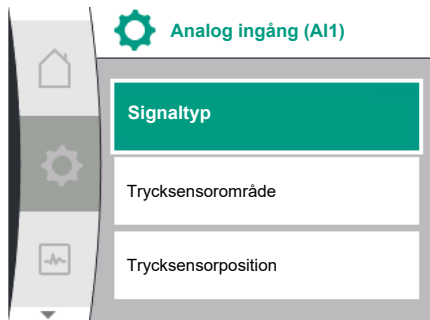 Analog ingång (AI1)
Signaltyp
Trycksensorområde
Trycksensorposition